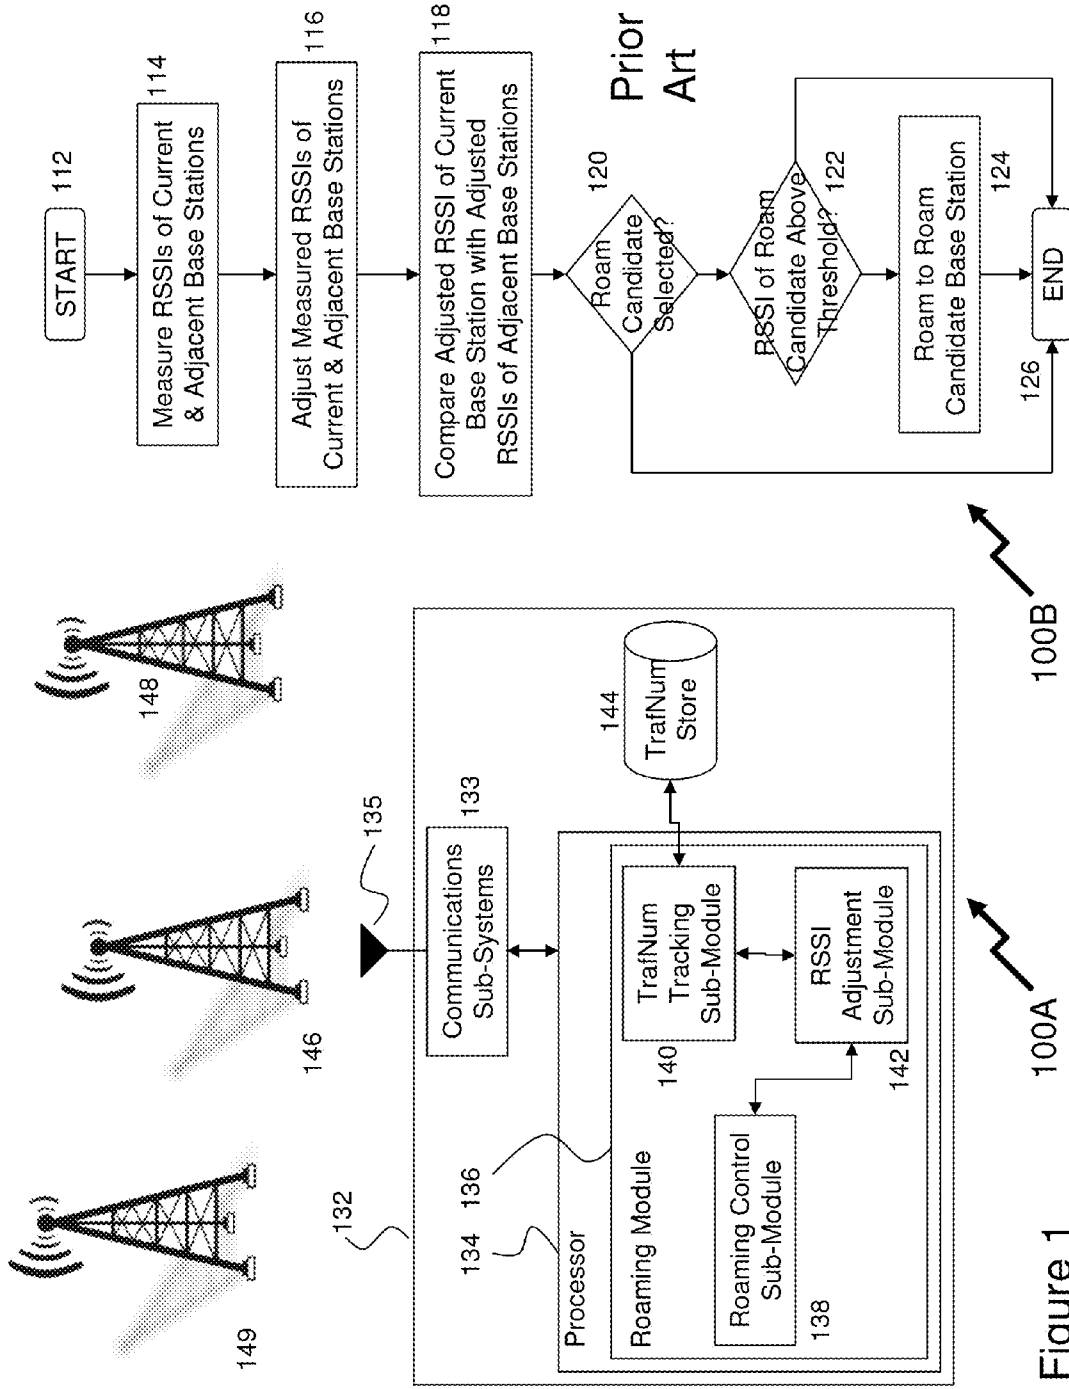 149
146
148
132
135
Communications
Sub-Systems
133
134
136
Processor
Roaming Module
TrafNum
Tracking
Sub-Module
140
144
TrafNum
Store
Roaming Control
Sub-Module
138
RSSI
Adjustment
Sub-Module
142
100A
Figure 1
START
112
Measure RSSIs of Current
& Adjacent Base Stations
114
Adjust Measured RSSIs of
Current & Adjacent Base Stations
116
Compare Adjusted RSSI of Current
Base Station with Adjusted
RSSIs of Adjacent Base Stations
118
Roam
Candidate
Selected?
120
Prior
Art
RSSI of Roam
Candidate Above
Threshold?
122
Roam to Roam
Candidate Base Station
124
126
END
100B